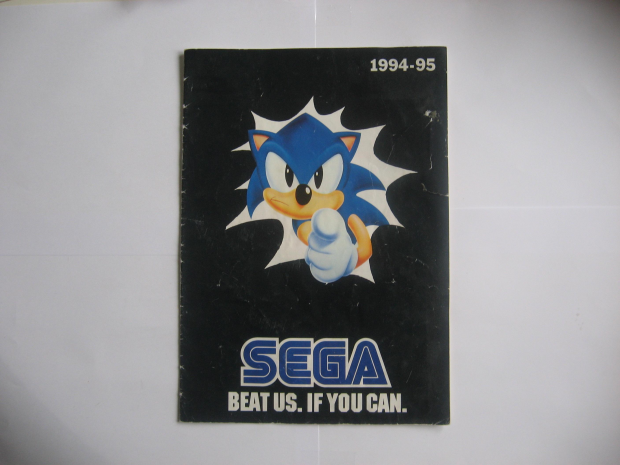 1994-95
SEGA
BEAT US. IF YOU CAN.